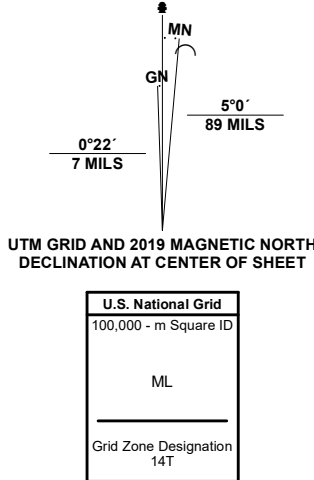 MN
GN
5°0´
89 MILS
0°22´
7 MILS
UTM GRID AND 2019 MAGNETIC NORTH
DECLINATION AT CENTER OF SHEET
U.S. National Grid
100,000 - m Square ID
ML
Grid Zone Designation
14T